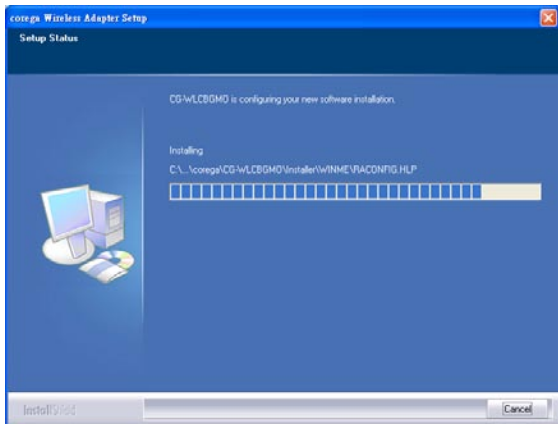 corega Wireless Adapter Setup
Setup Status
CG-WLCBGMO is configuring your new software installation.
Installing
C:\...\corega\CG-WLCBGMO\Installer\WINME\RACONFIG.HLP
InstallShield
Cancel